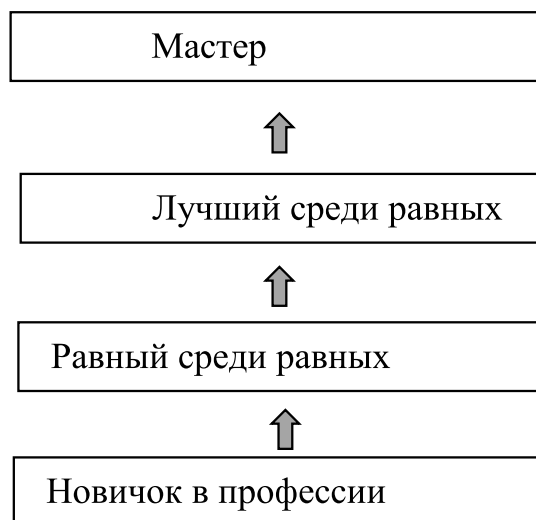 Мастер
Лучший среди равных
Равный среди равных
Новичок в профессии